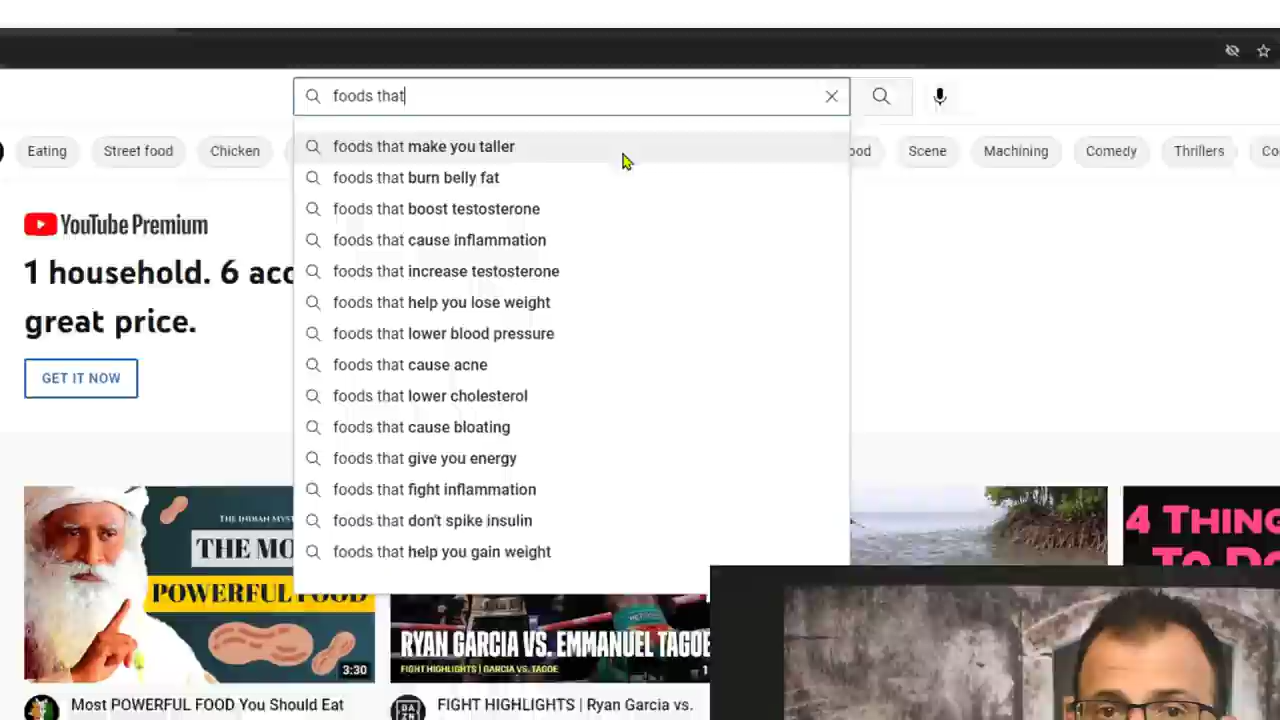 foods that
Eating
Street food
Chicken
Scene
Machining
Comedy
Thrillers
foods that make you taller
foods that burn belly fat
foods that boost testosterone
foods that cause inflammation
foods that increase testosterone
foods that help you lose weight
foods that lower blood pressure
foods that cause acne
foods that lower cholesterol
foods that cause bloating
foods that give you energy
foods that fight inflammation
foods that don't spike insulin
foods that help you gain weight
YouTube Premium
1 household. 6 acc
great price.
GET IT NOW
THE INDIAN MYST
THE MO
POWERFUL FOOD
3:30
RYAN GARCIA VS. EMMANUEL TAGOE
FIGHT HIGHLIGHTS | GARCIA VS. TAGOE
4 THING
To Do
Most POWERFUL FOOD You Should Eat
DAZN
FIGHT HIGHLIGHTS | Ryan Garcia vs.